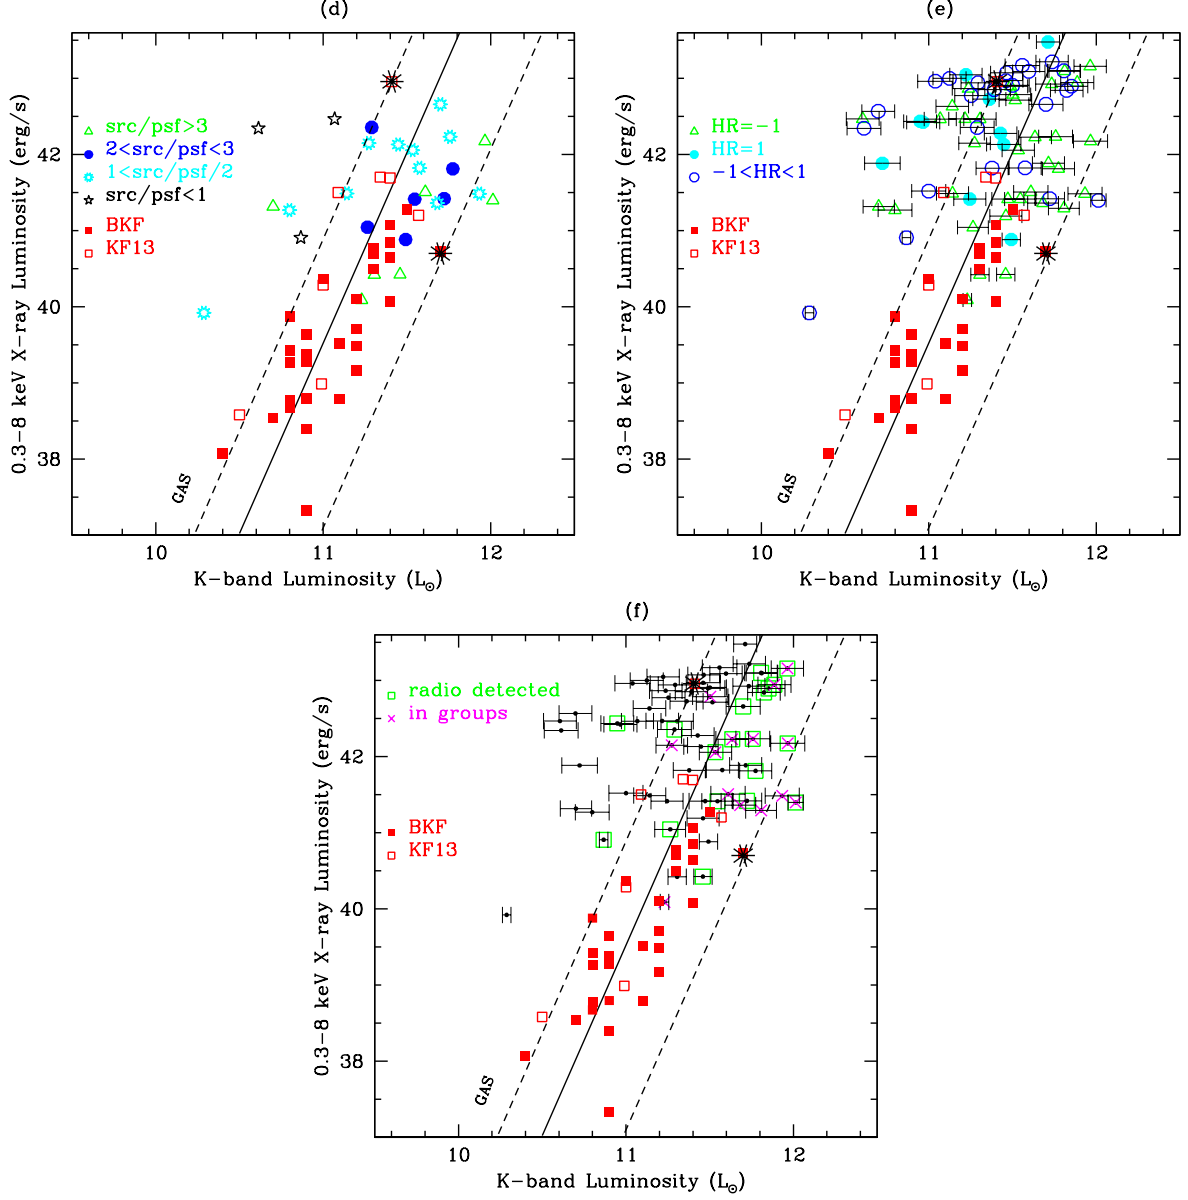 (d)
src/psf>3
2<src/psf<3
1<src/psf/2
src/psf<1
BKF
KF13
GAS
42
40
38
10 11 12
0.3−8 keV X−ray Luminosity (erg/s)
K−band Luminosity (L⊙)
(e)
HR=−1
HR=1
−1<HR<1
BKF
KF13
GAS
42
40
38
10 11 12
0.3−8 keV X−ray Luminosity (erg/s)
K−band Luminosity (L⊙)
(f)
radio detected
in groups
BKF
KF13
GAS
42
40
38
10 11 12
0.3−8 keV X−ray Luminosity (erg/s)
K−band Luminosity (L⊙)